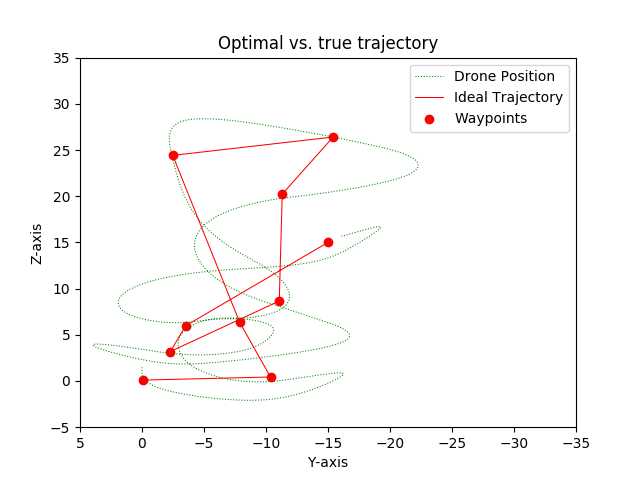 Optimal vs. true trajectory
Drone Position
Ideal Trajectory
Waypoints
35
30
25
20
15
10
5
0
−5
Z-axis
5 0 −5 −10 −15 −20 −25 −30 −35
Y-axis